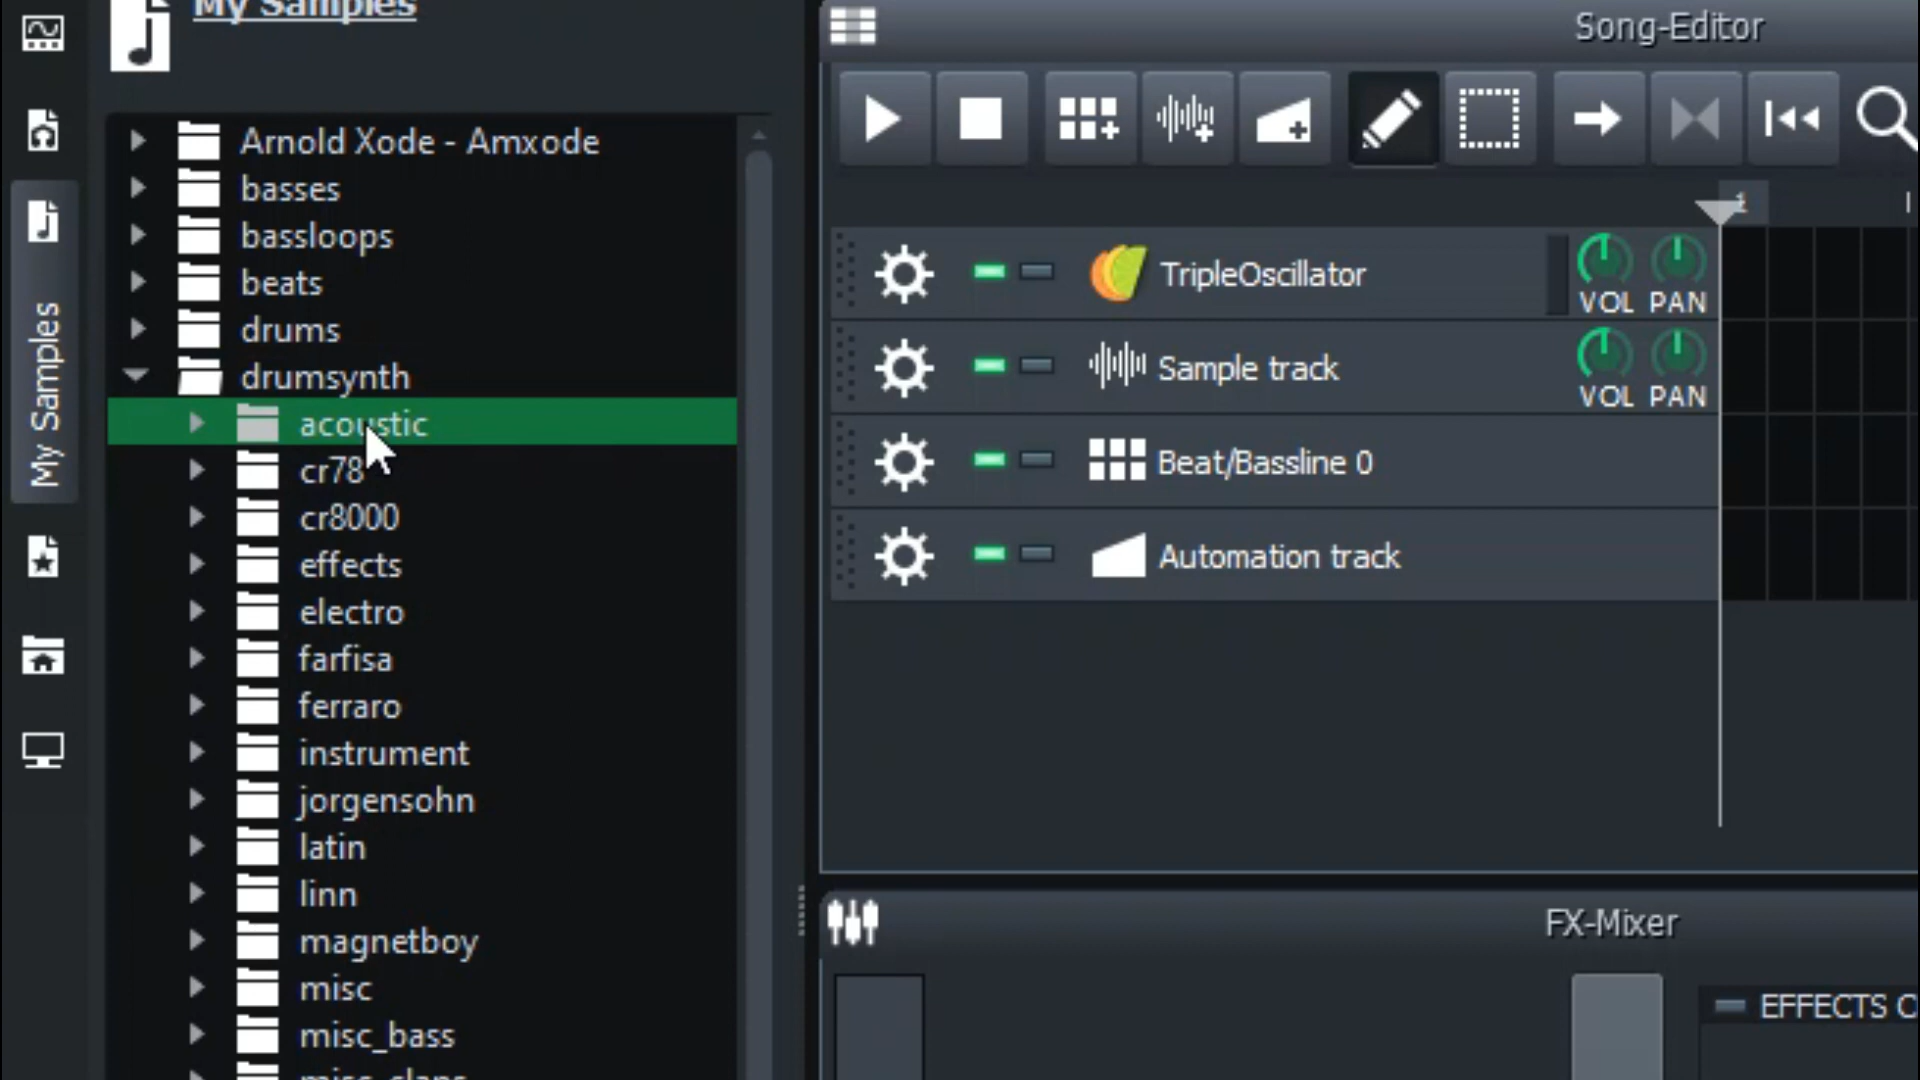 My Samples
My Samples
Arnold Xode - Amxode
basses
bassloops
beats
drums
drumsynth
acoustic
cr78
cr8000
effects
electro
farfisa
ferraro
instrument
jorgensohn
latin
linn
magnetboy
misc
misc_bass
misc_claps
Song-Editor
1
TripleOscillator
VOL PAN
Sample track
VOL PAN
Beat/Bassline 0
Automation track
FX-Mixer
EFFECTS C